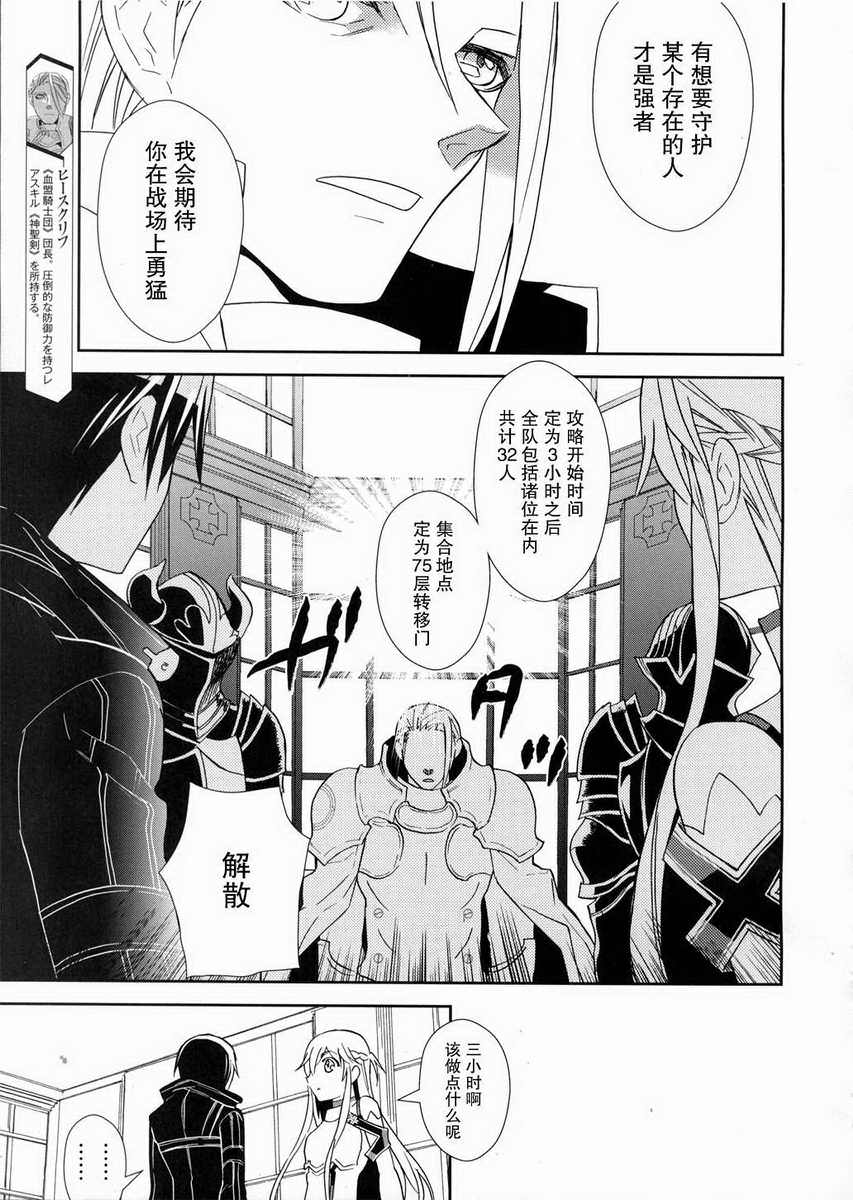 有想要守护
某个存在的人
才是强者
我会期待
你在战场上勇猛
ヒースクリフ
《血盟騎士団》団長。圧倒的な防御力を持つレ
アスキル《神聖剣》を所持する。
攻略开始时间
定为3小时之后
全队包括诸位在内
共计32人
集合地点
定为75层转移门
ガタッ
解散
三小时啊
该做点什么呢
……
……